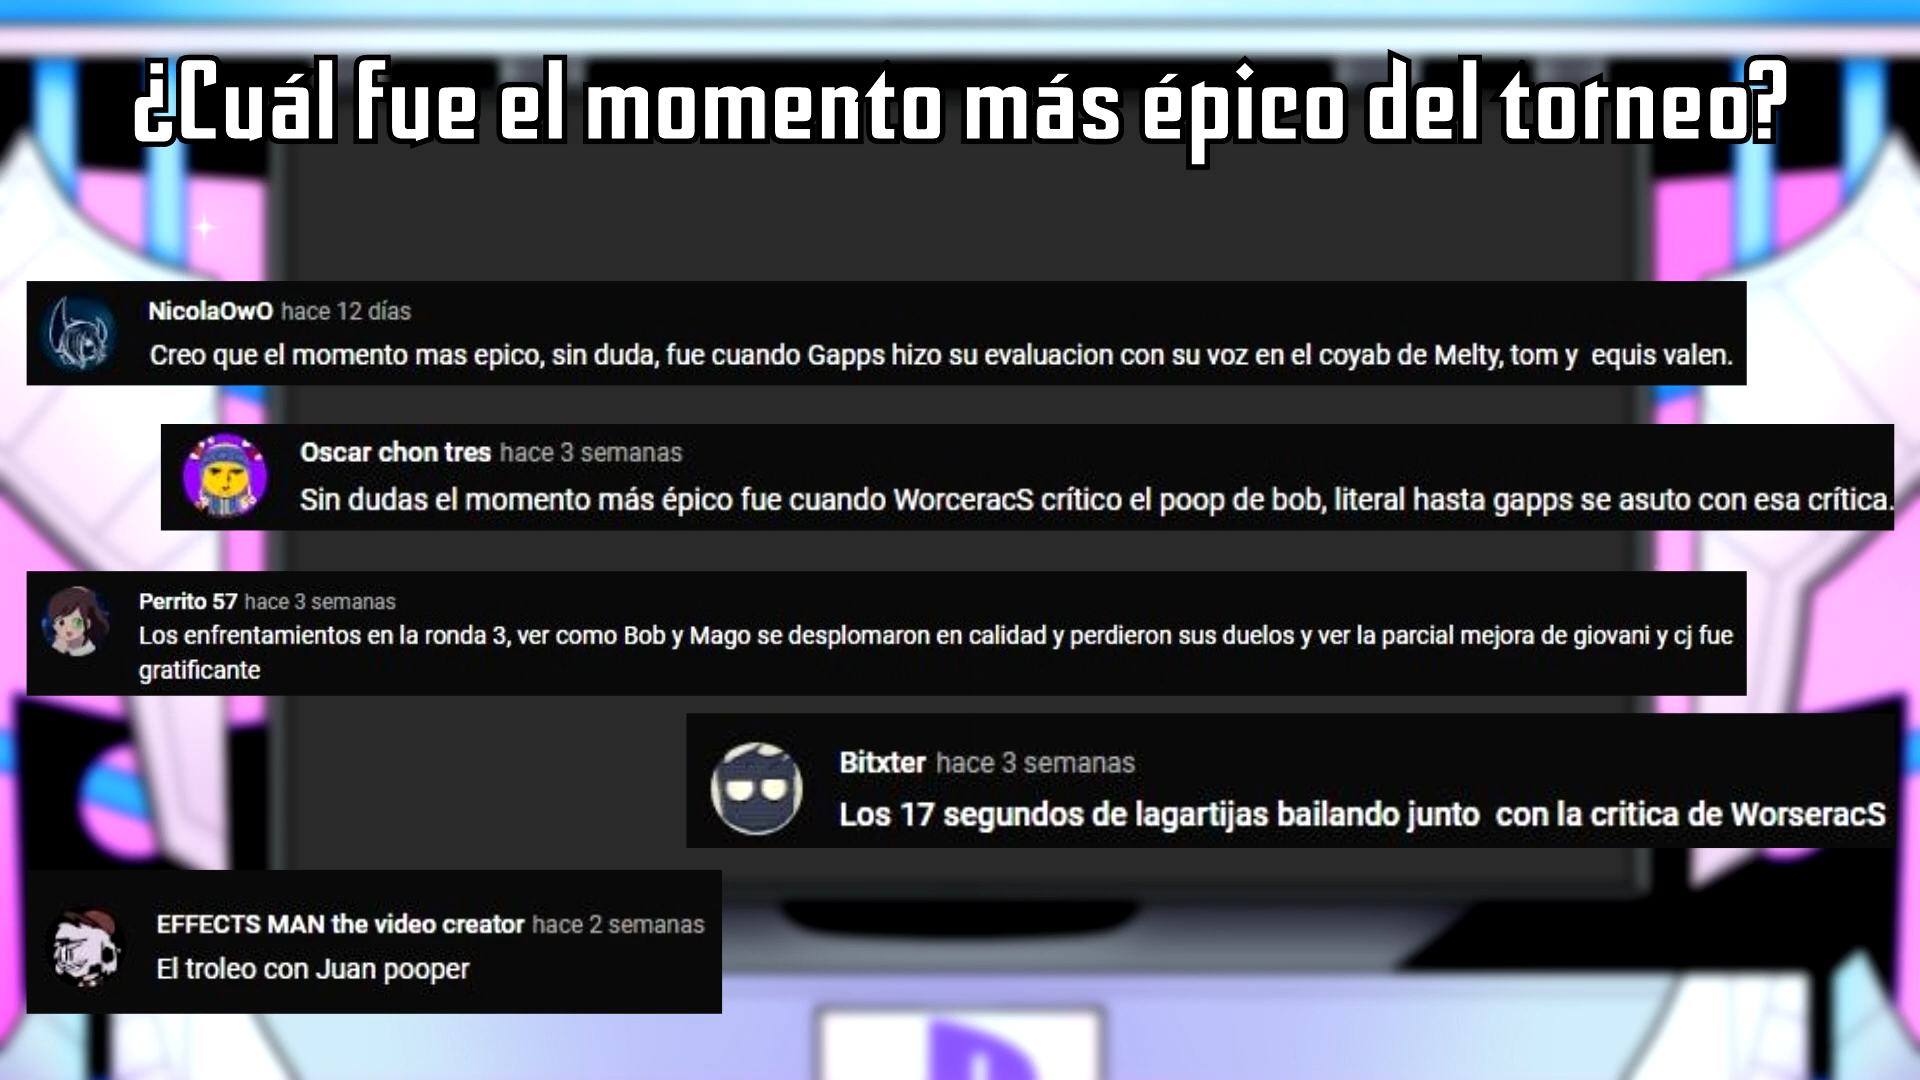 ¿Cuál fue el momento más épico del torneo?
NicolaOwO hace 12 días
Creo que el momento mas epico, sin duda, fue cuando Gapps hizo su evaluacion con su voz en el coyab de Melty, tom y equis valen.
Oscar chon tres hace 3 semanas
Sin dudas el momento más épico fue cuando WorceracS crítico el poop de bob, literal hasta gapps se asuto con esa crítica.
Perrito 57 hace 3 semanas
Los enfrentamientos en la ronda 3, ver como Bob y Mago se desplomaron en calidad y perdieron sus duelos y ver la parcial mejora de giovani y cj fue
gratificante
Bitxter hace 3 semanas
Los 17 segundos de lagartijas bailando junto con la critica de WorseracS
EFFECTS MAN the video creator hace 2 semanas
El troleo con Juan pooper